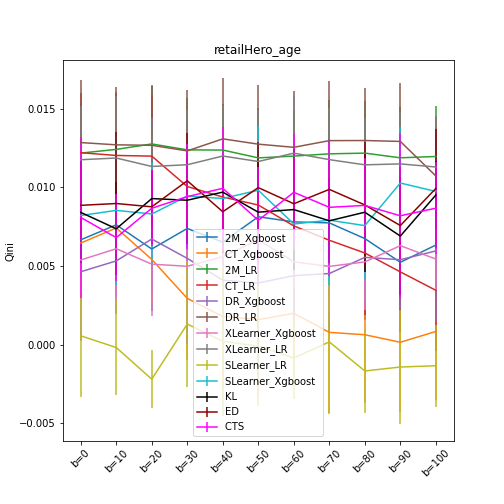 retailHero_age
Qini
0.015
0.010
0.005
0.000
−0.005
2M_Xgboost
CT_Xgboost
2M_LR
CT_LR
DR_Xgboost
DR_LR
XLearner_Xgboost
XLearner_LR
SLearner_LR
SLearner_Xgboost
KL
ED
CTS
b=0
b=10
b=20
b=30
b=40
b=50
b=60
b=70
b=80
b=90
b=100